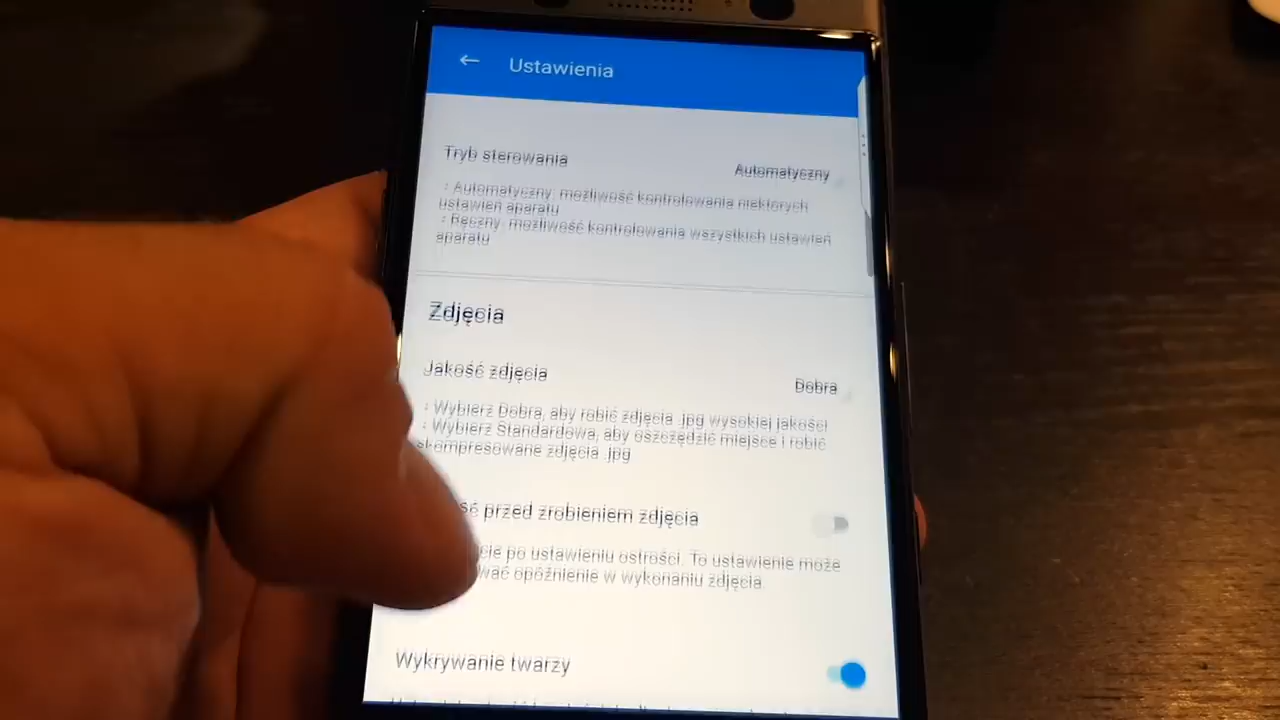 Ustawienia
Tryb sterowania
Automatyczny
- Automatyczny: możliwość kontrolowania niektórych
ustawień aparatu
- Ręczny: możliwość kontrolowania wszystkich ustawień
aparatu
Zdjęcia
Jakość zdjęcia
Dobra
- Wybierz Dobra, aby robić zdjęcia .jpg wysokiej jakości
- Wybierz Standardowa, aby oszczędzić miejsce i robić
skompresowane zdjęcia .jpg
przed zrobieniem zdjęcia
po ustawieniu ostrości. To ustawienie może
opóźnienie w wykonaniu zdjęcia.
Wykrywanie twarzy